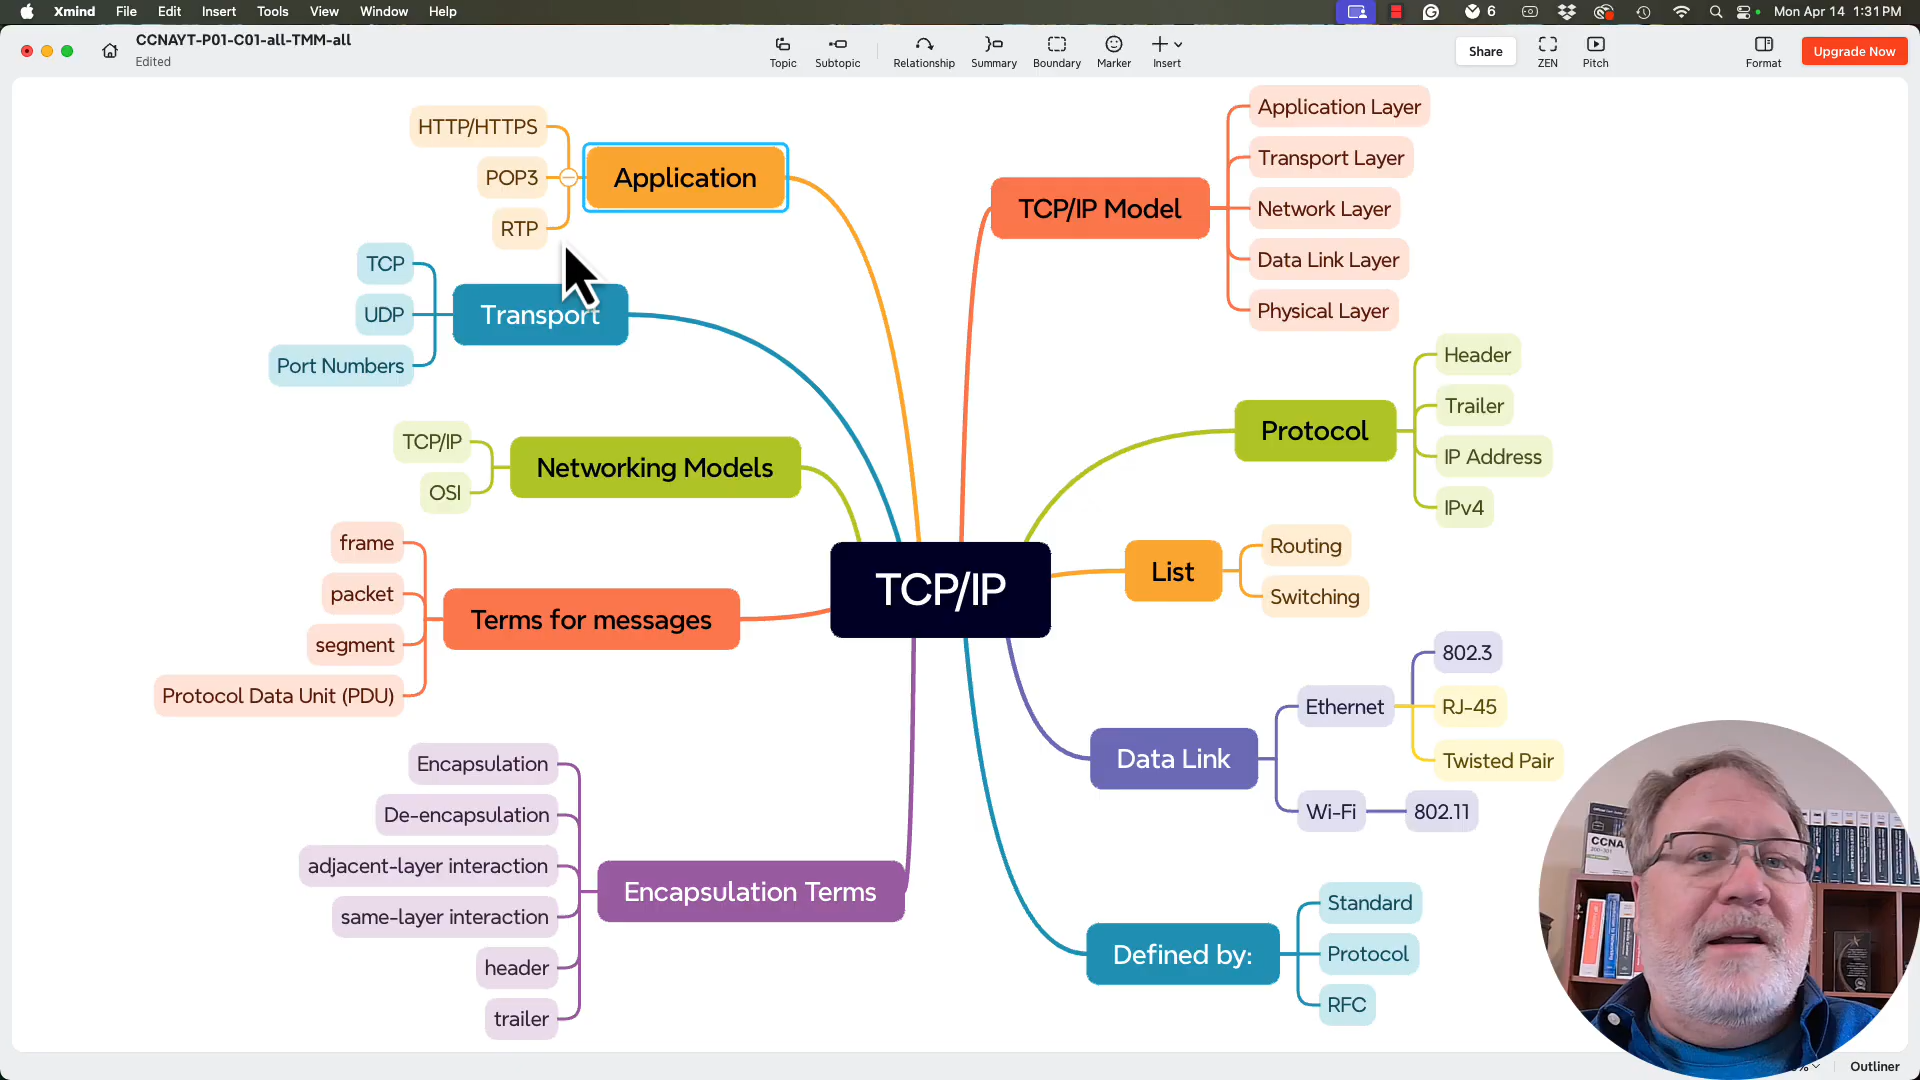 Xmind File Edit Insert Tools View Window Help
6
Mon Apr 14 1:31 PM
CCNAYT-P01-C01-all-TMM-all
Edited
Topic
Subtopic
Relationship
Summary
Boundary
Marker
Insert
Share
ZEN
Pitch
Format
Upgrade Now
HTTP/HTTPS
POP3
RTP
Application
TCP
UDP
Port Numbers
Transport
TCP/IP
OSI
Networking Models
frame
packet
segment
Protocol Data Unit (PDU)
Terms for messages
Encapsulation
De-encapsulation
adjacent-layer interaction
same-layer interaction
header
trailer
Encapsulation Terms
TCP/IP
TCP/IP Model
Application Layer
Transport Layer
Network Layer
Data Link Layer
Physical Layer
Protocol
Header
Trailer
IP Address
IPv4
List
Routing
Switching
Data Link
Ethernet
802.3
RJ-45
Twisted Pair
Wi-Fi
802.11
Defined by:
Standard
Protocol
RFC
CCNA
Outliner